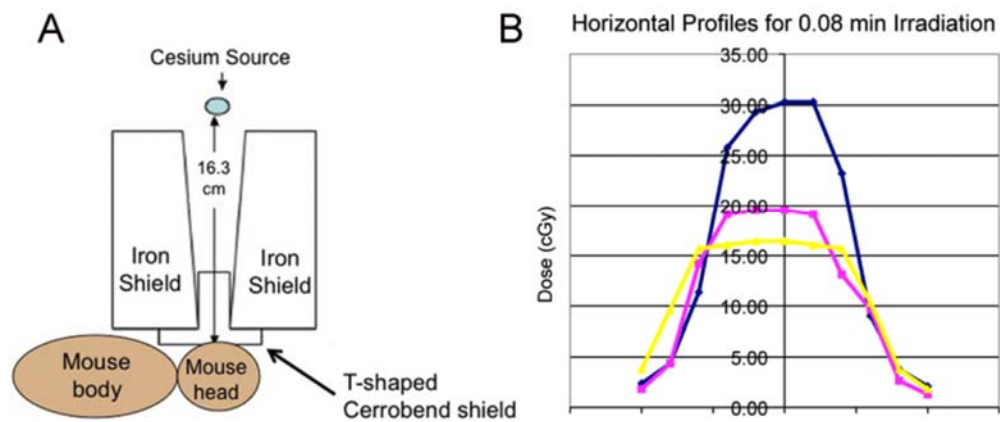 A
Cesium Source
16.3
cm
Iron
Shield
Iron
Shield
Mouse
body
Mouse
head
T-shaped
Cerrobend shield
B
Horizontal Profiles for 0.08 min Irradiation
Dose (cGy)
35.00
30.00
25.00
20.00
15.00
10.00
5.00
0.00